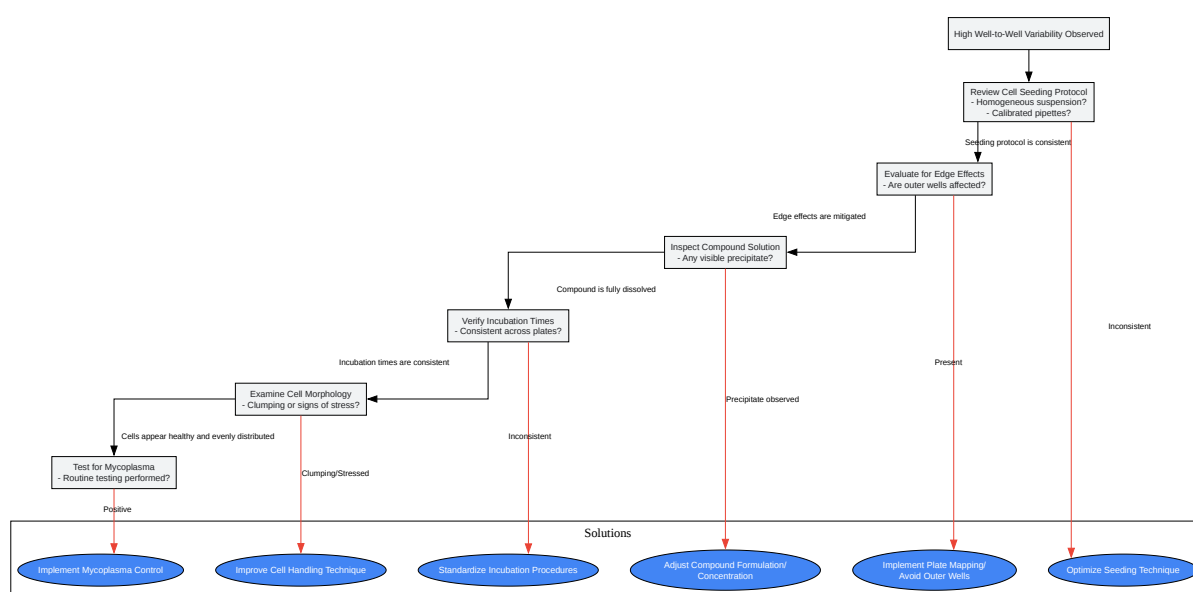 High Well-to-Well Variability Observed
Review Cell Seeding Protocol
- Homogeneous suspension?
- Calibrated pipettes?
Seeding protocol is consistent
Evaluate for Edge Effects
- Are outer wells affected?
Edge effects are mitigated
Inspect Compound Solution
- Any visible precipitate?
Compound is fully dissolved
Verify Incubation Times
- Consistent across plates?
Inconsistent
Incubation times are consistent
Present
Examine Cell Morphology
- Clumping or signs of stress?
Precipitate observed
Cells appear healthy and evenly distributed
Inconsistent
Test for Mycoplasma
- Routine testing performed?
Clumping/Stressed
Positive
Solutions
Implement Mycoplasma Control
Improve Cell Handling Technique
Standardize Incubation Procedures
Adjust Compound Formulation/
Concentration
Implement Plate Mapping/
Avoid Outer Wells
Optimize Seeding Technique